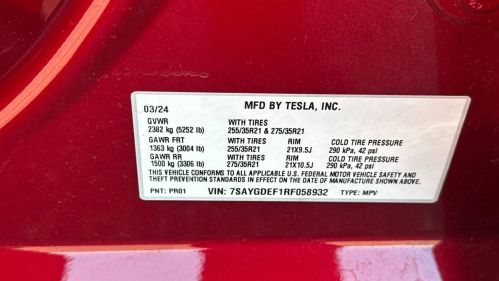 03/24 MFD BY TESLA, INC.
GVWR WITH TIRES
2382 kg (5252 lb) 255/35R21 & 275/35R21
GAWR FRT WITH TIRES RIM COLD TIRE PRESSURE
1363 kg (3004 lb) 255/35R21 21X9.5J 290 kPa, 42 psi
GAWR RR WITH TIRES RIM COLD TIRE PRESSURE
1500 kg (3306 lb) 275/35R21 21X10.5J 290 kPa, 42 psi
THIS VEHICLE CONFORMS TO ALL APPLICABLE U.S. FEDERAL MOTOR VEHICLE SAFETY AND
THEFT PREVENTION STANDARDS IN EFFECT ON THE DATE OF MANUFACTURE SHOWN ABOVE.
PNT: PR01 VIN: 7SAYGDEF1RF058932 TYPE: MPV